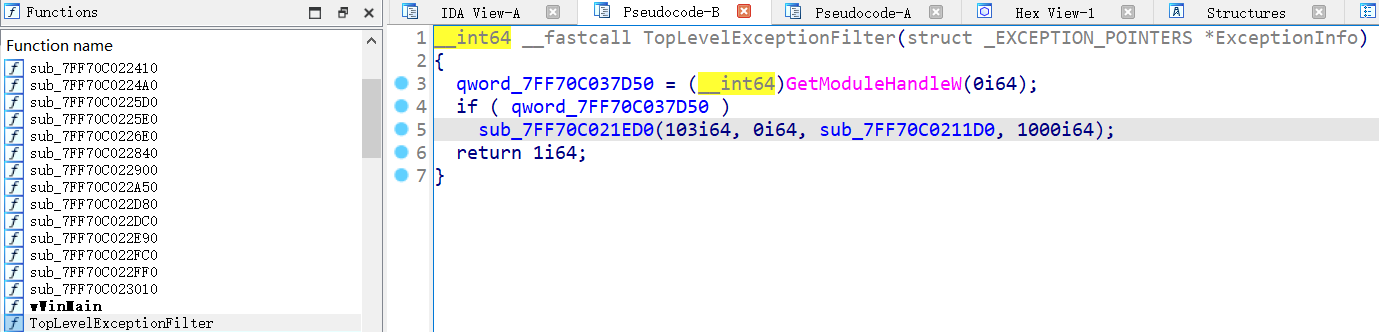 Functions
Function name
sub_7FF70C022410
sub_7FF70C0224A0
sub_7FF70C0225D0
sub_7FF70C0225E0
sub_7FF70C0226E0
sub_7FF70C022840
sub_7FF70C022900
sub_7FF70C022A50
sub_7FF70C022D80
sub_7FF70C022DC0
sub_7FF70C022E90
sub_7FF70C022FC0
sub_7FF70C022FF0
sub_7FF70C023010
wWinMain
TopLevelExceptionFilter
IDA View-A Pseudocode-B Pseudocode-A Hex View-1 Structures
1 __int64 __fastcall TopLevelExceptionFilter(struct _EXCEPTION_POINTERS *ExceptionInfo)
2 {
3 qword_7FF70C037D50 = (__int64)GetModuleHandleW(0i64);
4 if ( qword_7FF70C037D50 )
5 sub_7FF70C021ED0(103i64, 0i64, sub_7FF70C0211D0, 1000i64);
6 return 1i64;
7 }